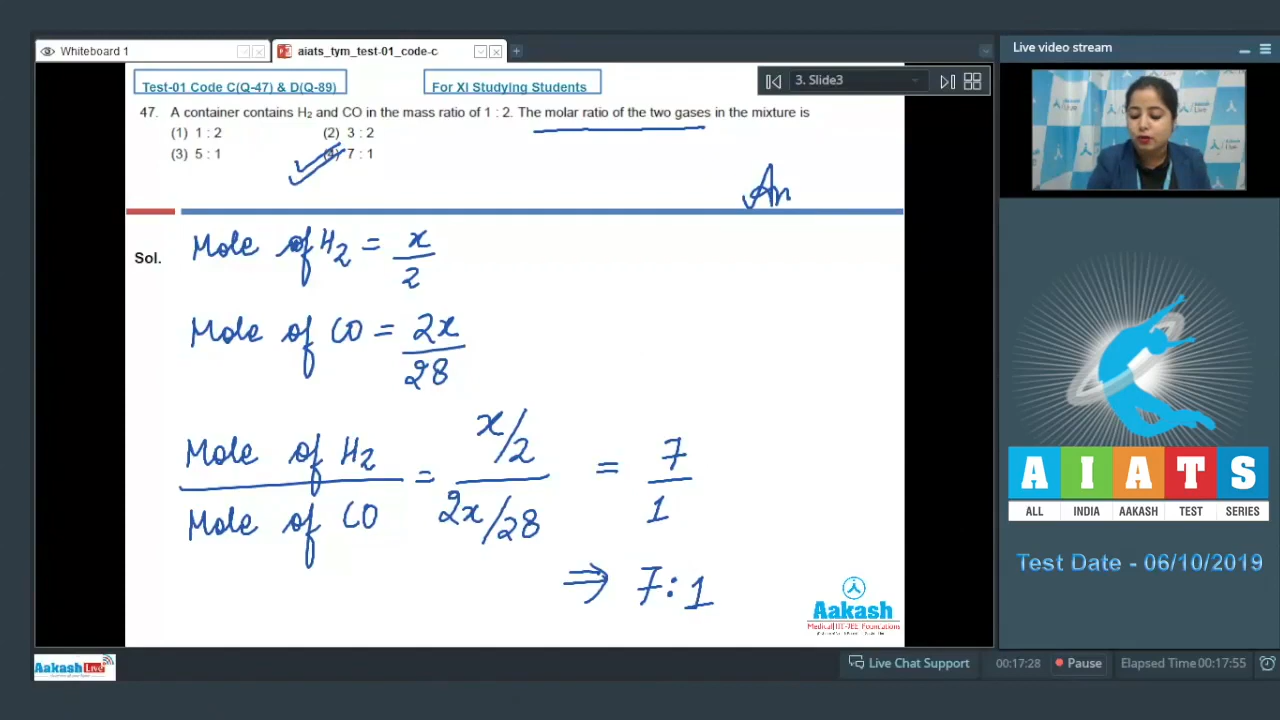 Whiteboard 1
aiats_tym_test-01_code-c
Live video stream
Test-01 Code C(Q-47) & D(Q-89)
For XI Studying Students
3. Slide3
47. A container contains H₂ and CO in the mass ratio of 1 : 2. The molar ratio of the two gases in the mixture is
(1) 1 : 2 (2) 3 : 2
(3) 5 : 1 (4) 7 : 1
An
Sol.
Mole of H₂ = x/2
Mole of CO = 2x/28
Mole of H₂ / Mole of CO = x/2 / 2x/28 = 7/1
⇒ 7:1
A I A T S
ALL INDIA AAKASH TEST SERIES
Test Date - 06/10/2019
Aakash
Medical|IIT-JEE|Foundations
Aakash Live
Live Chat Support
00:17:28
Pause
Elapsed Time 00:17:55